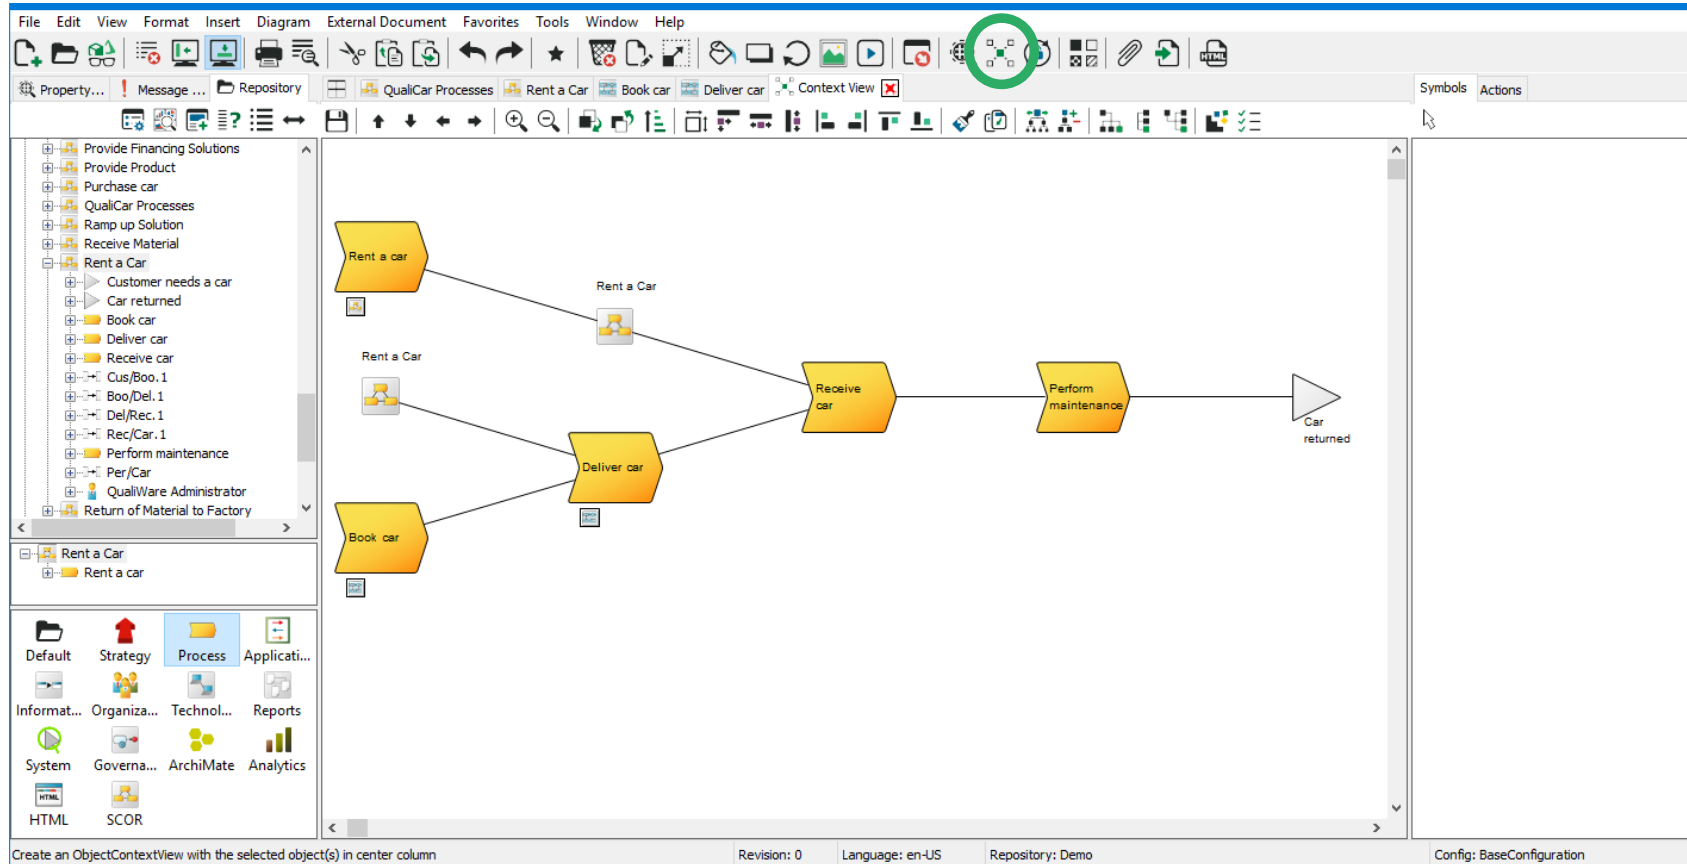 File Edit View Format Insert Diagram External Document Favorites Tools Window Help
HTML
Property... Message ... Repository QualiCar Processes Rent a Car Book car Deliver car Context View Symbols Actions
Provide Financing Solutions
Provide Product
Purchase car
QualiCar Processes
Ramp up Solution
Receive Material
Rent a Car
Customer needs a car
Car returned
Book car
Deliver car
Receive car
Cus/Boo.1
Boo/Del.1
Del/Rec.1
Rec/Car.1
Perform maintenance
Per/Car
QualiWare Administrator
Return of Material to Factory
Rent a Car
Rent a car
Default Strategy Process Applicati...
Informat... Organiza... Technol... Reports
System Governa... ArchiMate Analytics
HTML
HTML SCOR
Rent a car
Rent a Car
Rent a Car
Receive
car
Perform
maintenance
Car
returned
Deliver car
Book car
Create an ObjectContextView with the selected object(s) in center column Revision: 0 Language: en-US Repository: Demo Config: BaseConfiguration